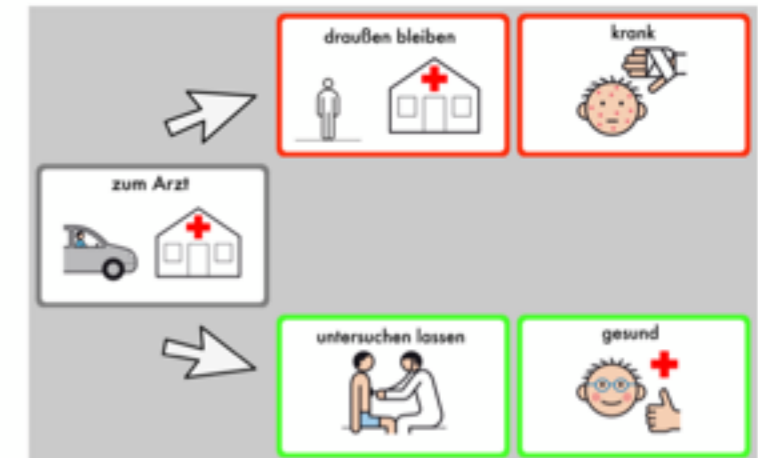 draußen bleiben
krank
zum Arzt
untersuchen lassen
gesund